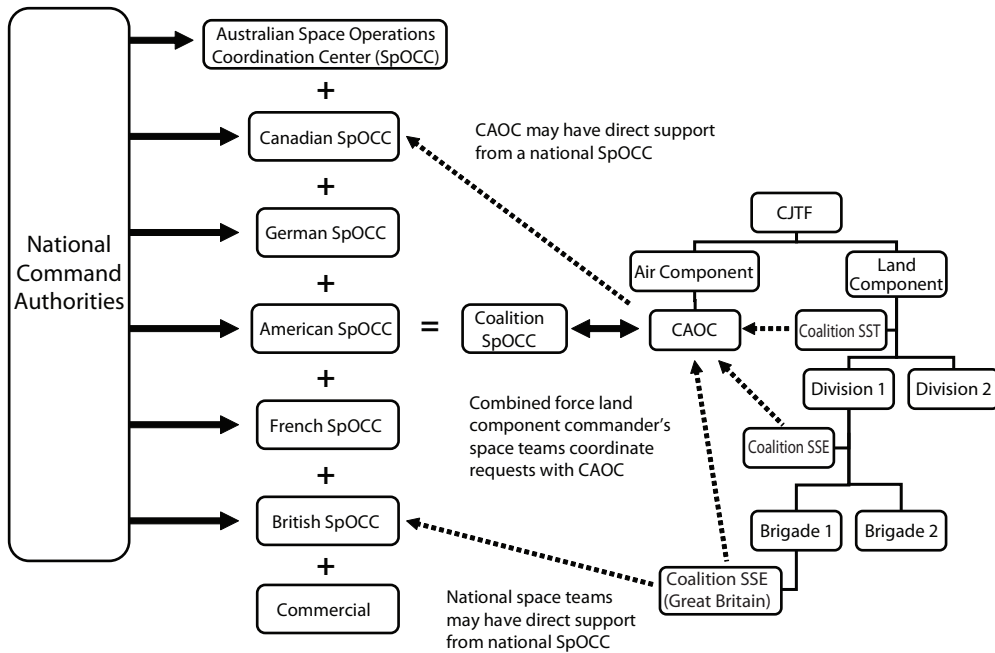 National
Command
Authorities
Australian Space Operations
Coordination Center (SpOCC)
+
Canadian SpOCC
+
German SpOCC
+
American SpOCC
+
French SpOCC
+
British SpOCC
+
Commercial
=
Coalition
SpOCC
CAOC may have direct support
from a national SpOCC
Combined force land
component commander's
space teams coordinate
requests with CAOC
National space teams
may have direct support
from national SpOCC
CJTF
Air Component
Land
Component
CAOC
Coalition SST
Division 1
Division 2
Coalition SSE
Brigade 1
Brigade 2
Coalition SSE
(Great Britain)